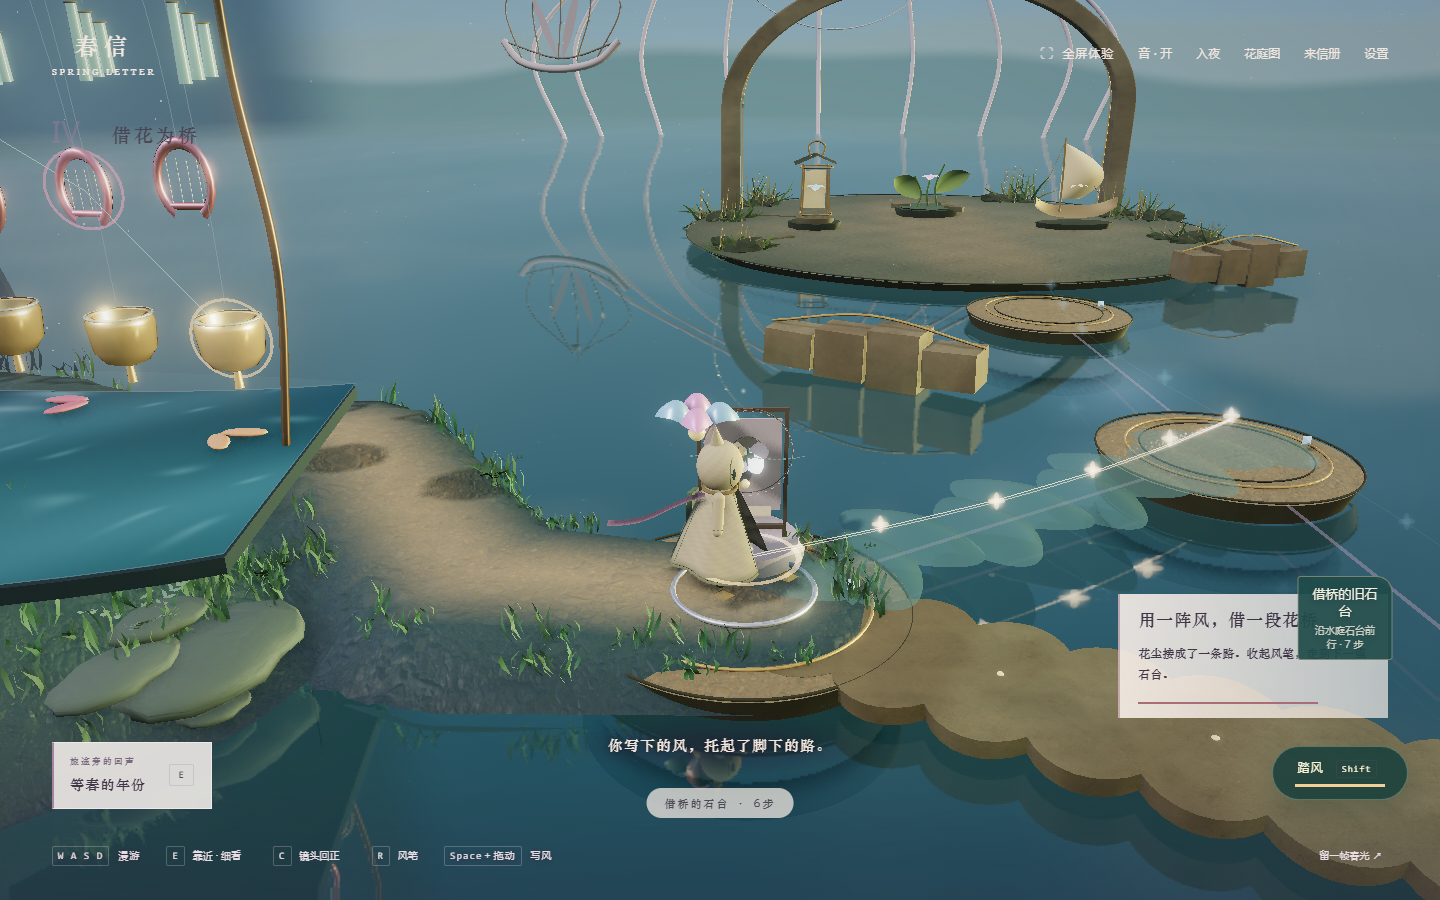 春信
SPRING LETTER
全屏体验 音·开 入夜 花庭图 来信册 设置
IV 借花为桥
用一阵风，借一段花
花尘接成了一条路。收起风笔，
石台。
借桥的旧石
台
沿水庭石台前
行·7步
你写下的风，托起了脚下的路。
旅途旁的回声
等春的年份
E
借桥的石台 · 6步
踏风 Shift
W A S D 漫游 E 靠近·细看 C 镜头回正 R 风笔 Space+拖动 写风
留一帧春光↗